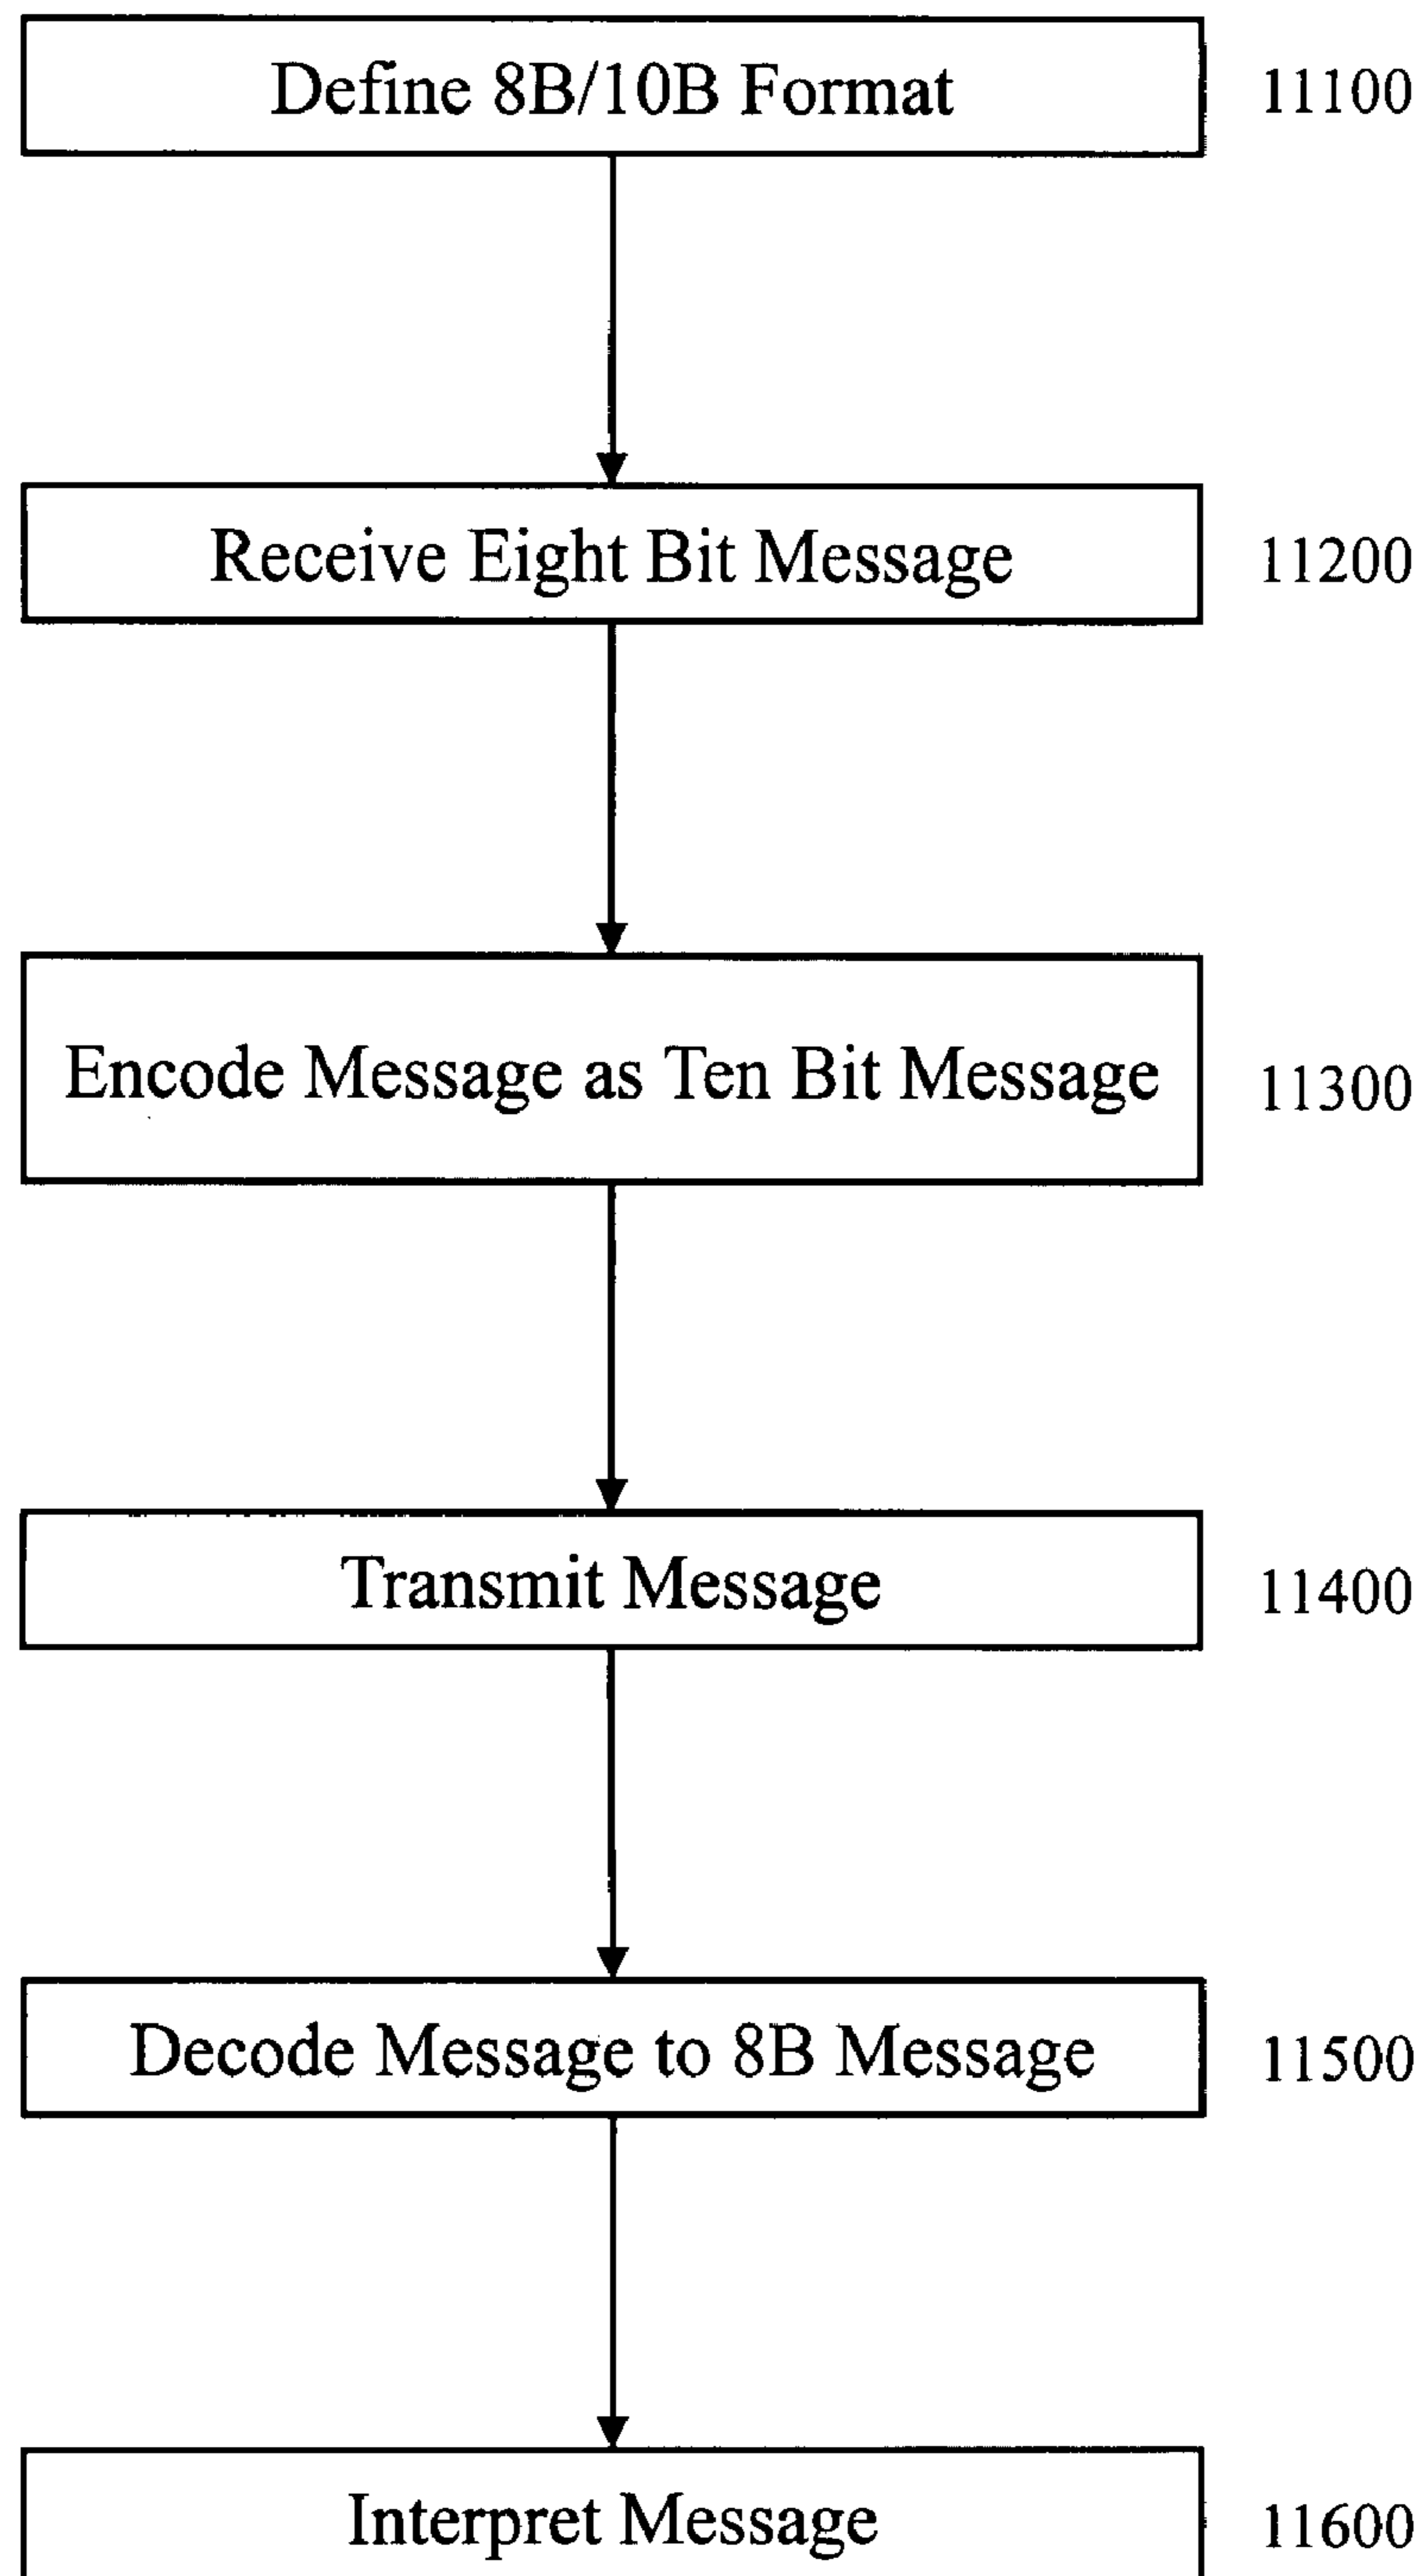 Define 8B/10B Format 11100
Receive Eight Bit Message 11200
Encode Message as Ten Bit Message 11300
Transmit Message 11400
Decode Message to 8B Message 11500
Interpret Message 11600